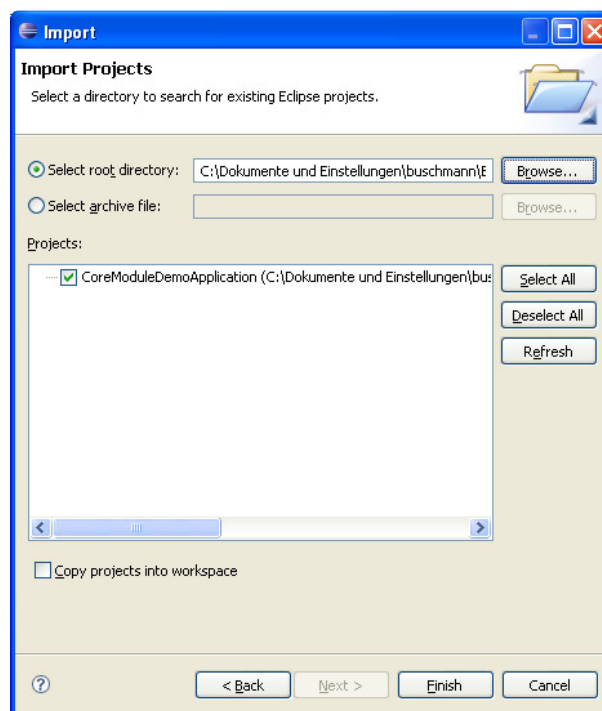 Import
Import Projects
Select a directory to search for existing Eclipse projects.
Select root directory: C:\Dokumente und Einstellungen\buschmann\E Browse...
Select archive file: Browse...
Projects:
CoreModuleDemoApplication (C:\Dokumente und Einstellungen\bus Select All
Deselect All
Refresh
Copy projects into workspace
? < Back Next > Finish Cancel